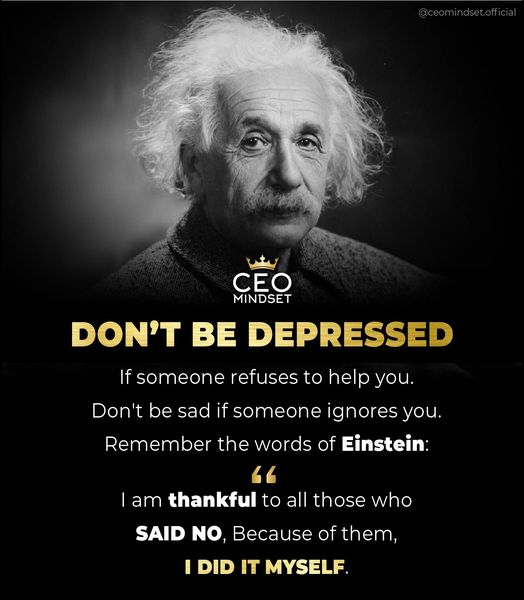 @ceomindset.official
CEO
MINDSET
DON'T BE DEPRESSED
If someone refuses to help you.
Don't be sad if someone ignores you.
Remember the words of Einstein:
“
I am thankful to all those who
SAID NO, Because of them,
I DID IT MYSELF.